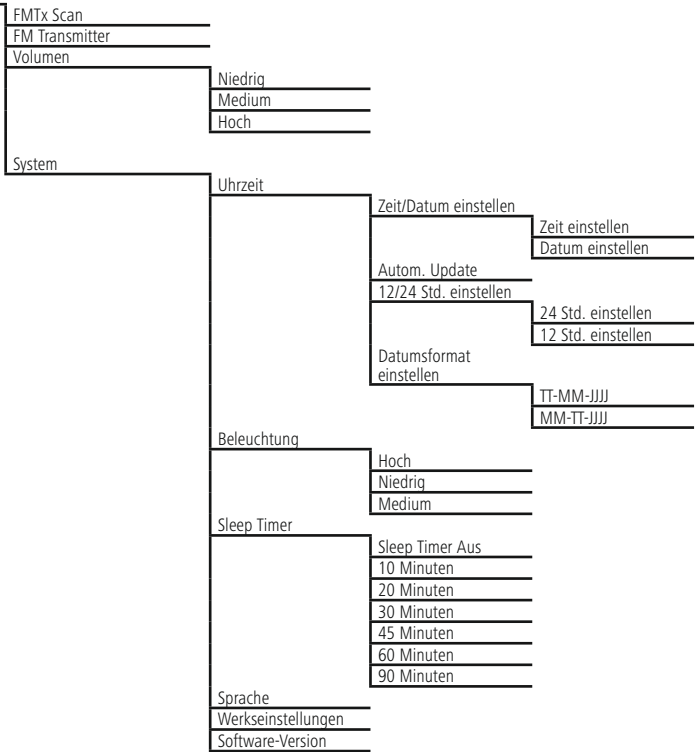 FMTx Scan
FM Transmitter
Volumen
Niedrig
Medium
Hoch
System
Uhrzeit
Zeit/Datum einstellen
Zeit einstellen
Datum einstellen
Autom. Update
12/24 Std. einstellen
24 Std. einstellen
12 Std. einstellen
Datumsformat
einstellen
TT-MM-JJJJ
MM-TT-JJJJ
Beleuchtung
Hoch
Niedrig
Medium
Sleep Timer
Sleep Timer Aus
10 Minuten
20 Minuten
30 Minuten
45 Minuten
60 Minuten
90 Minuten
Sprache
Werkseinstellungen
Software-Version